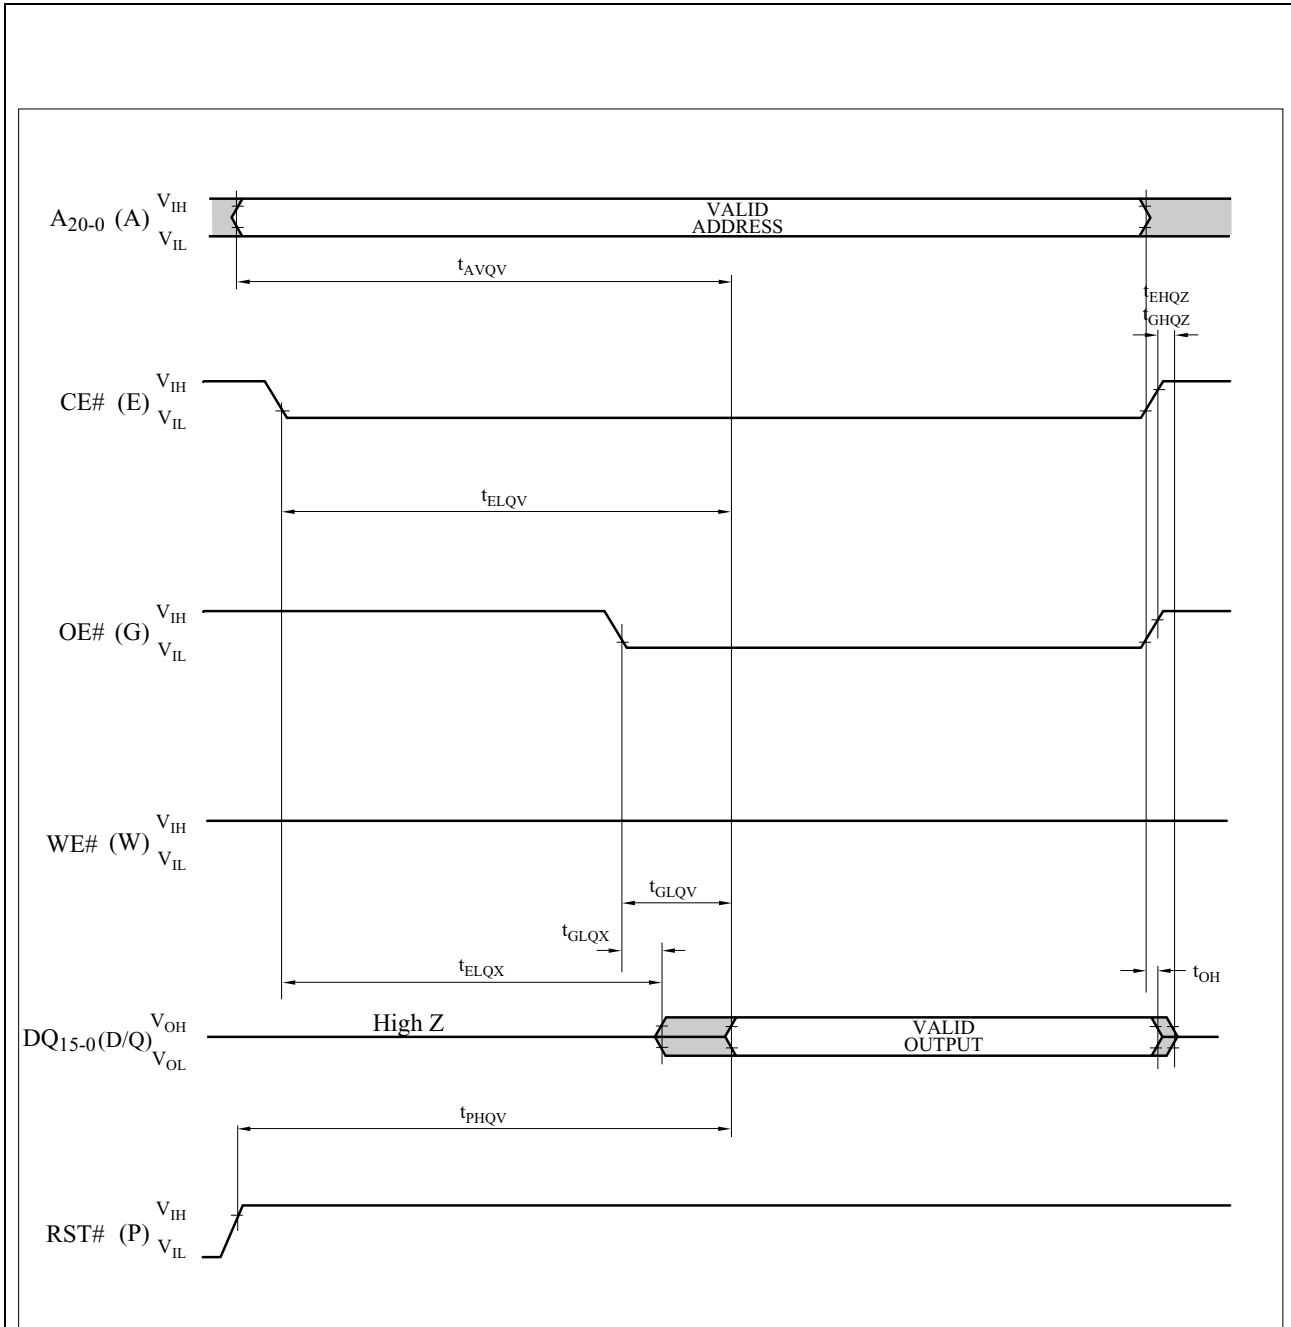 A20-0 (A) VIH
VIL
VALID
ADDRESS
tAVQV
tEHQZ
tGHQZ
CE# (E) VIH
VIL
tELQV
OE# (G) VIH
VIL
WE# (W) VIH
VIL
tGLQV
tGLQX
tELQX
tOH
DQ15-0(D/Q) VOH
VOL
High Z
VALID
OUTPUT
tPHQV
RST# (P) VIH
VIL